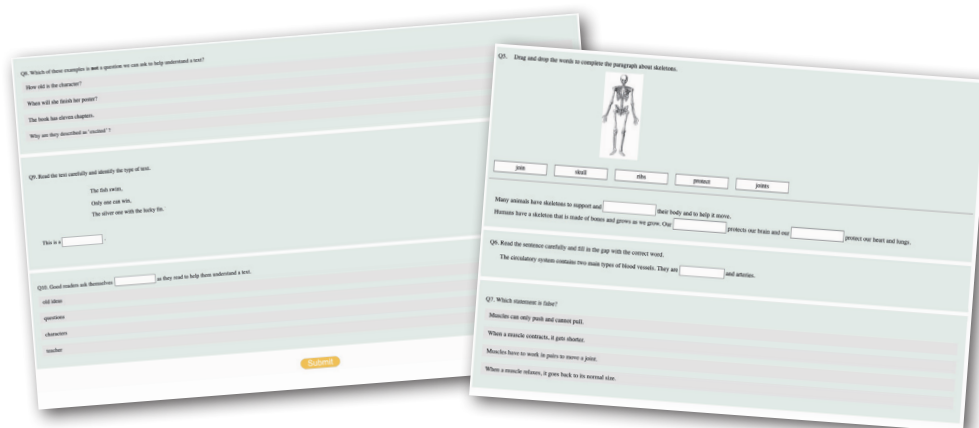 Q8. Which of these examples is not a question we can ask to help understand a text?
How old is the character?
When will she finish her poster?
The book has eleven chapters.
Why are they described as 'excited'?
Q9. Read the text carefully and identify the type of text.
The fish swim,
Only one can win,
The silver one with the lucky fin.
This is a .
Q10. Good readers ask themselves as they read to help them understand a text.
old ideas
questions
characters
teacher
Submit
Q5. Drag and drop the words to complete the paragraph about skeletons.
join skull ribs protect joints
Many animals have skeletons to support and their body and to help it move.
Humans have a skeleton that is made of bones and grows as we grow. Our protects our brain and our protect our heart and lungs.
Q6. Read the sentence carefully and fill in the gap with the correct word.
The circulatory system contains two main types of blood vessels. They are and arteries.
Q7. Which statement is false?
Muscles can only push and cannot pull.
When a muscle contracts, it gets shorter.
Muscles have to work in pairs to move a joint.
When a muscle relaxes, it goes back to its normal size.